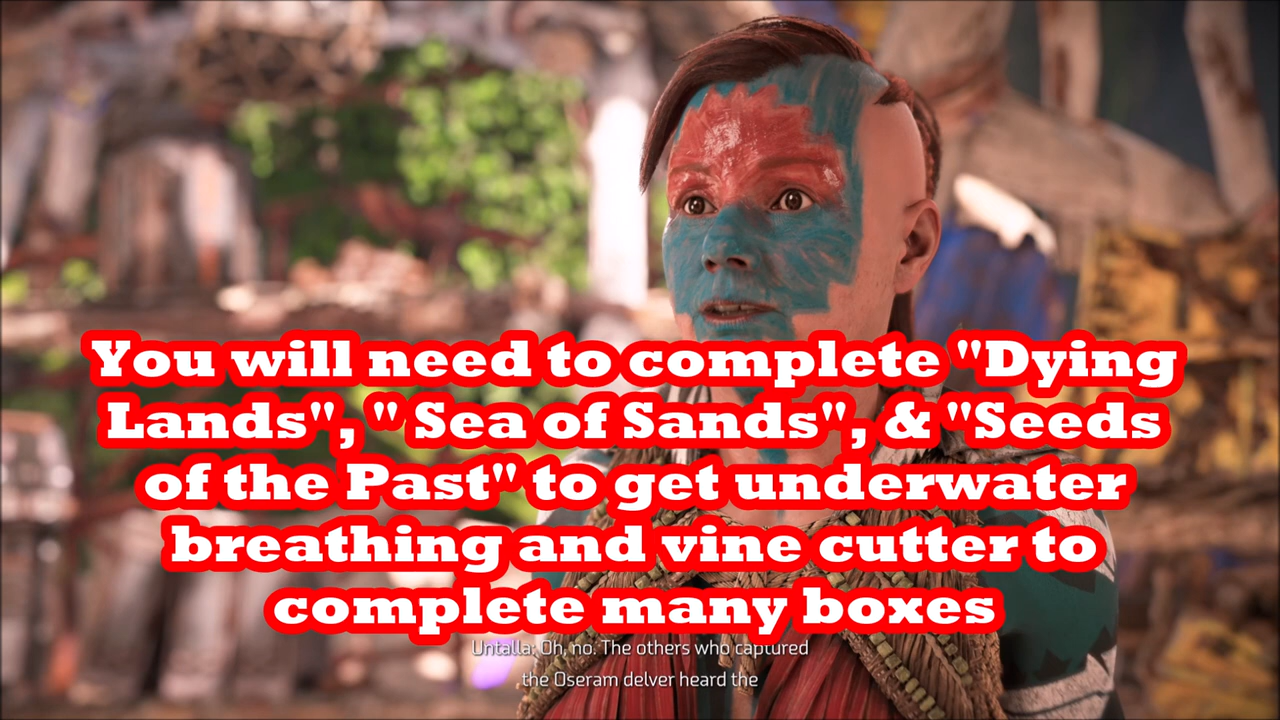 You will need to complete "Dying
Lands", " Sea of Sands", & "Seeds
of the Past" to get underwater
breathing and vine cutter to
complete many boxes
Untalla: Oh, no. The others who captured
the Oseram delver heard the